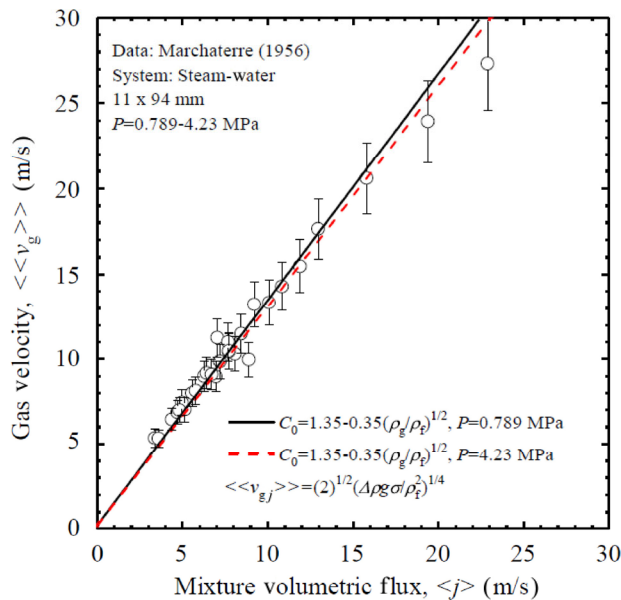 Data: Marchaterre (1956)
System: Steam-water
11 x 94 mm
P=0.789-4.23 MPa
C₀=1.35-0.35(ρg/ρf)^1/2, P=0.789 MPa
C₀=1.35-0.35(ρg/ρf)^1/2, P=4.23 MPa
<<v_gj>>=(2)^1/2(Δρgσ/ρf²)^1/4
Gas velocity, <<v_g>> (m/s)
30
25
20
15
10
5
0
0 5 10 15 20 25 30
Mixture volumetric flux, <j> (m/s)